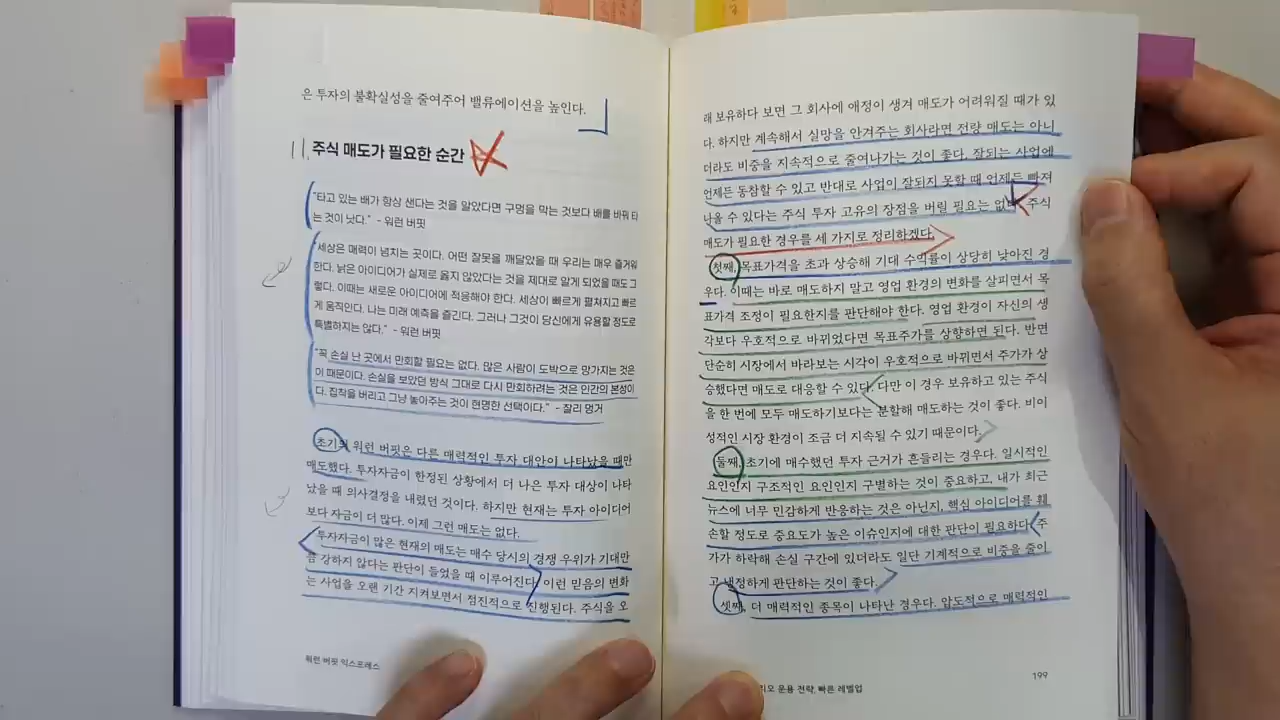 은 투자의 불확실성을 줄여주어 밸류에이션을 높인다.
11. 주식 매도가 필요한 순간
"타고 있는 배가 항상 샌다는 것을 알았다면 구멍을 막는 것보다 배를 바꿔 타
는 것이 낫다." - 워런 버핏
"세상은 매력이 넘치는 곳이다. 어떤 잘못을 깨달았을 때 우리는 매우 즐거워
한다. 낡은 아이디어가 실제로 옳지 않았다는 것을 제대로 알게 되었을 때도 그
렇다. 이때는 새로운 아이디어에 적응해야 한다. 세상이 빠르게 펼쳐지고 빠르
게 움직인다. 나는 미래 예측을 즐긴다. 그러나 그것이 당신에게 유용할 정도로
특별하지는 않다." - 워런 버핏
"꼭 손실 난 곳에서 만회할 필요는 없다. 많은 사람이 도박으로 망가지는 것은
이 때문이다. 손실을 보았던 방식 그대로 다시 만회하려는 것은 인간의 본성이
다. 집착을 버리고 그냥 놓아주는 것이 현명한 선택이다." - 찰리 멍거
초기의 워런 버핏은 다른 매력적인 투자 대안이 나타났을 때만
매도했다. 투자자금이 한정된 상황에서 더 나은 투자 대상이 나타
났을 때 의사결정을 내렸던 것이다. 하지만 현재는 투자 아이디어
보다 자금이 더 많다. 이제 그런 매도는 없다.
투자자금이 많은 현재의 매도는 매수 당시의 경쟁 우위가 기대만
큼 강하지 않다는 판단이 들었을 때 이루어진다. 이런 믿음의 변화
는 사업을 오랜 기간 지켜보면서 점진적으로 진행된다. 주식을 오
워런 버핏 익스프레스
래 보유하다 보면 그 회사에 애정이 생겨 매도가 어려워질 때가 있
다. 하지만 계속해서 실망을 안겨주는 회사라면 전량 매도는 아니
더라도 비중을 지속적으로 줄여나가는 것이 좋다. 잘되는 사업에
언제든 동참할 수 있고 반대로 사업이 잘되지 못할 때 언제든 빠져
나올 수 있다는 주식 투자 고유의 장점을 버릴 필요는 없다. 주식
매도가 필요한 경우를 세 가지로 정리하겠다.
첫째, 목표가격을 초과 상승해 기대 수익률이 상당히 낮아진 경
우다. 이때는 바로 매도하지 말고 영업 환경의 변화를 살피면서 목
표가격 조정이 필요한지를 판단해야 한다. 영업 환경이 자신의 생
각보다 우호적으로 바뀌었다면 목표주가를 상향하면 된다. 반면
단순히 시장에서 바라보는 시각이 우호적으로 바뀌면서 주가가 상
승했다면 매도로 대응할 수 있다. 다만 이 경우 보유하고 있는 주식
을 한 번에 모두 매도하기보다는 분할해 매도하는 것이 좋다. 비이
성적인 시장 환경이 조금 더 지속될 수 있기 때문이다.
둘째, 초기에 매수했던 투자 근거가 흔들리는 경우다. 일시적인
요인인지 구조적인 요인인지 구별하는 것이 중요하고, 내가 최근
뉴스에 너무 민감하게 반응하는 것은 아닌지, 핵심 아이디어를 훼
손할 정도로 중요도가 높은 이슈인지에 대한 판단이 필요하다. 주
가가 하락해 손실 구간에 있더라도 일단 기계적으로 비중을 줄이
고 냉정하게 판단하는 것이 좋다.
셋째, 더 매력적인 종목이 나타난 경우다. 압도적으로 매력적인
리오 운용 전략, 빠른 레벨업
199